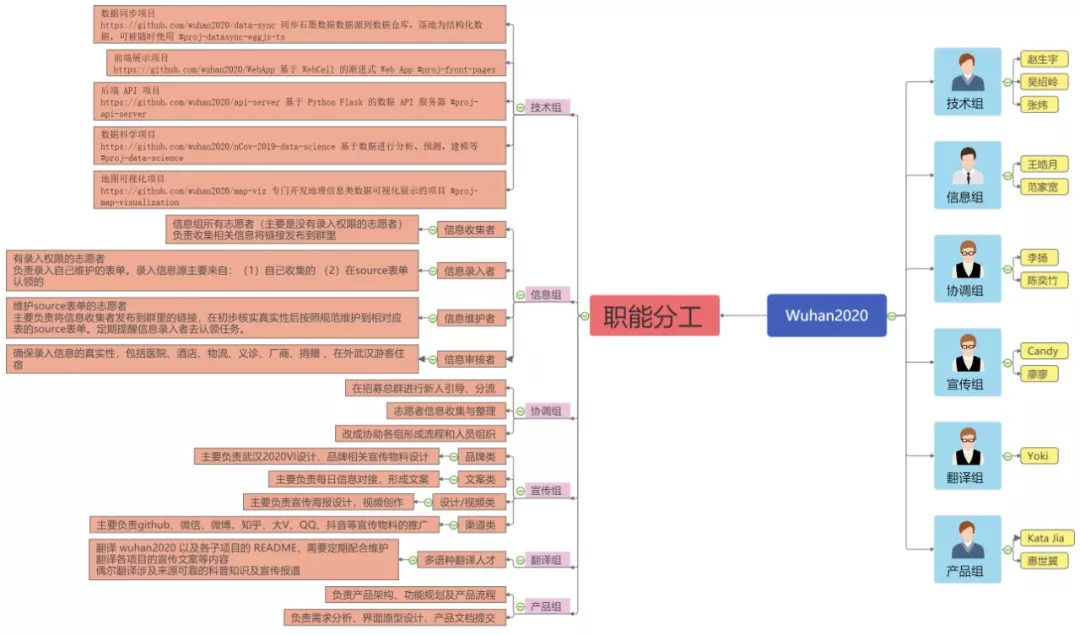 数据同步项目
https://github.com/wuhan2020/data-sync 同步石墨数据数据源到数据仓库，落地为结构化数
据，可被随时使用 #proj-datasync-eggjs-ts
前端展示项目
https://github.com/wuhan2020/WebApp 基于 WebCell 的渐进式 Web App #proj-front-pages
后端 API 项目
https://github.com/wuhan2020/api-server 基于 Python Flask 的数据 API 服务器 #proj-
api-server
数据科学项目
https://github.com/wuhan2020/nCov-2019-data-science 基于数据进行分析、预测、建模等
#proj-data-science
地图可视化项目
https://github.com/wuhan2020/map-viz 专门开发地理信息类数据可视化展示的项目 #proj-
map-visualization
技术组
信息组所有志愿者（主要是没有录入权限的志愿者）
负责收集相关信息将链接发布到群里
信息收集者
有录入权限的志愿者
负责录入自己维护的表单。录入信息源主要来自：（1）自己收集的 （2）在source表单
认领的
信息录入者
维护source表单的志愿者
主要负责将信息收集者发布到群里的链接，在初步核实真实性后按照规范维护到相对应
表的source表单。定期提醒信息录入者去认领任务。
信息维护者
确保录入信息的真实性，包括医院、酒店、物流、义诊、厂商、捐赠 、在外武汉游客住
宿
信息审核者
信息组
在招募总群进行新人引导、分流
志愿者信息收集与整理
改成协助各组形成流程和人员组织
协调组
主要负责武汉2020VI设计、品牌相关宣传物料设计
品牌类
主要负责每日信息对接，形成文案
文案类
主要负责宣传海报设计，视频创作
设计/视频类
主要负责github、微信、微博、知乎、大V、QQ、抖音等宣传物料的推广
渠道类
宣传组
翻译 wuhan2020 以及各子项目的 README，需要定期配合维护
翻译各项目的宣传文案等内容
偶尔翻译涉及来源可靠的科普知识及宣传报道
多语种翻译人才
翻译组
负责产品架构、功能规划及产品流程
负责需求分析、界面原型设计、产品文档提交
产品组
职能分工
Wuhan2020
技术组
赵生宇
吴绍岭
张炜
信息组
王皓月
范家宽
协调组
李扬
陈奕竹
宣传组
Candy
廖廖
翻译组
Yoki
产品组
Kata Jia
惠世冀